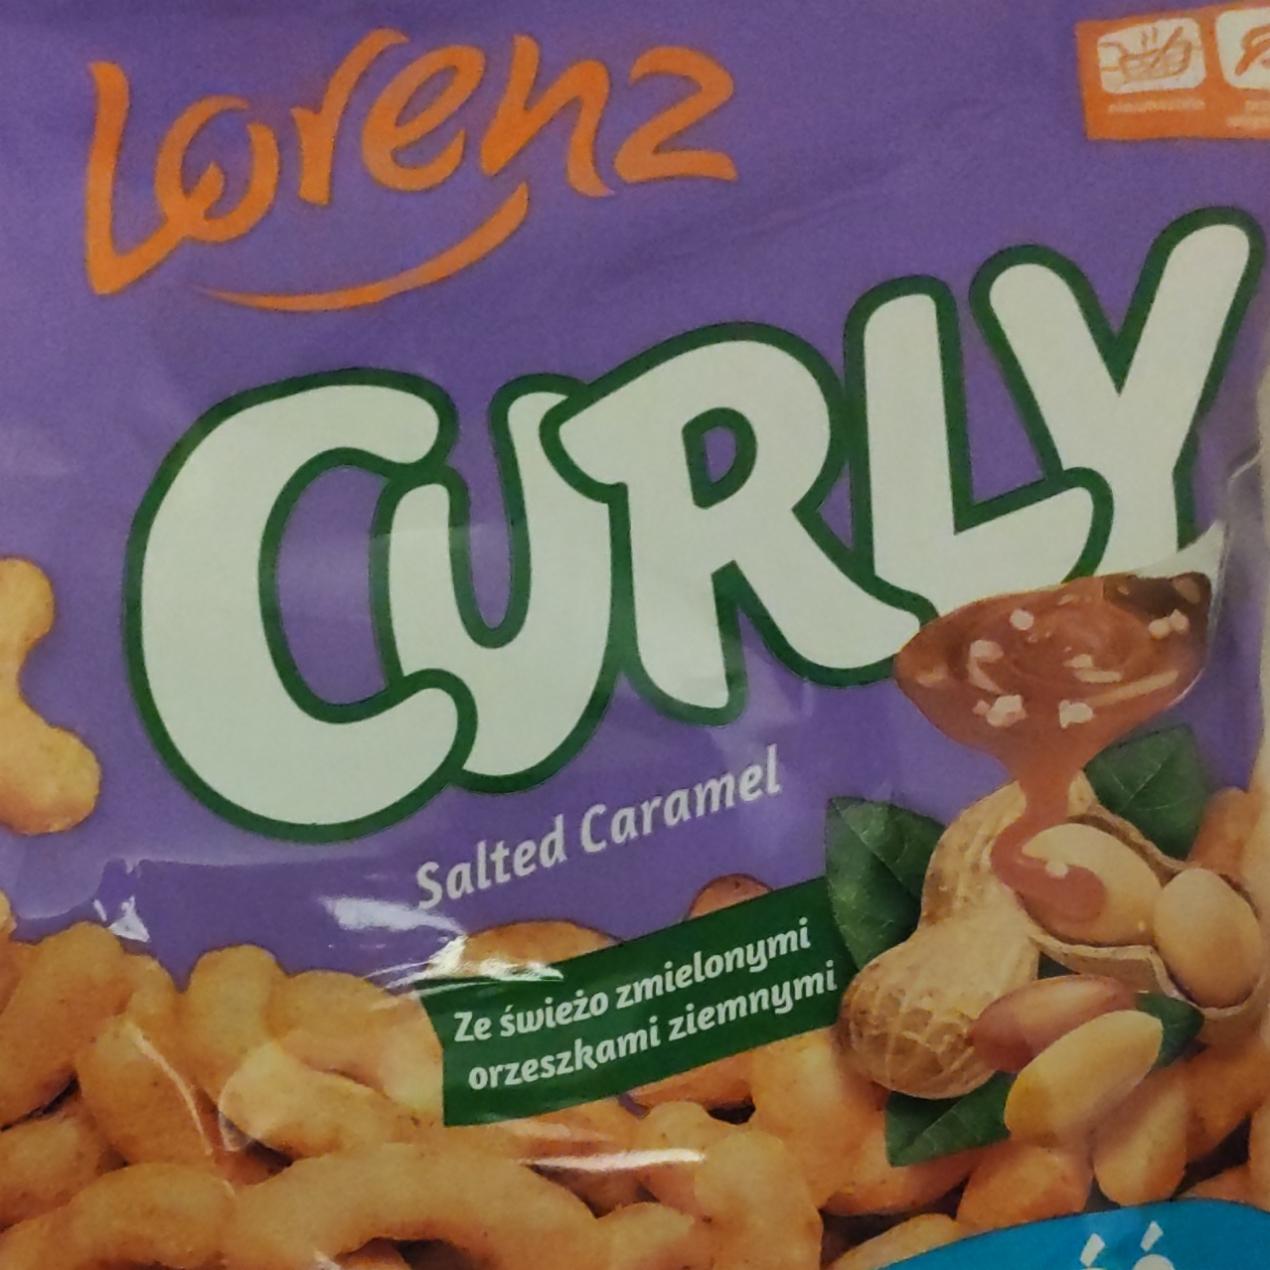 Lorenz
CURLY
Salted Caramel
Ze świeżo zmielonymi
orzeszkami ziemnymi